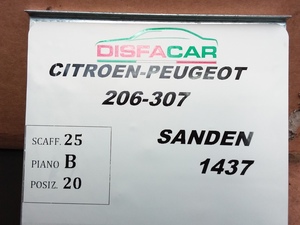 DISFACAR
CITROEN-PEUGEOT
206-307
SCAFF. 25
PIANO B
POSIZ. 20
SANDEN
1437